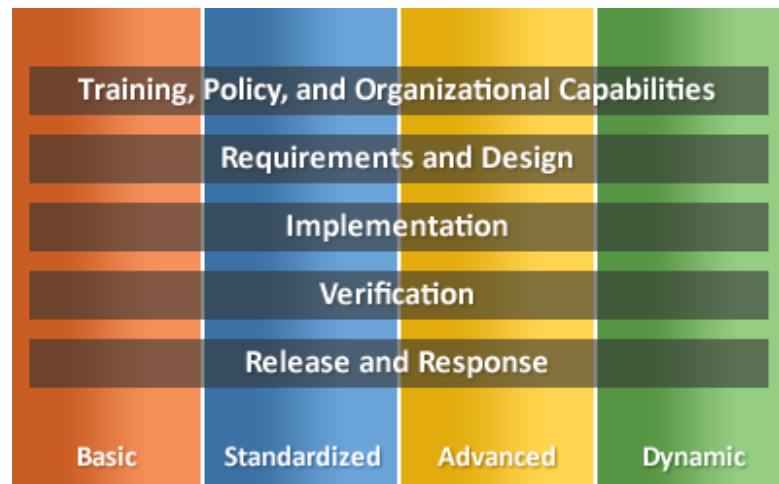 Training, Policy, and Organizational Capabilities
Requirements and Design
Implementation
Verification
Release and Response
Basic
Standardized
Advanced
Dynamic